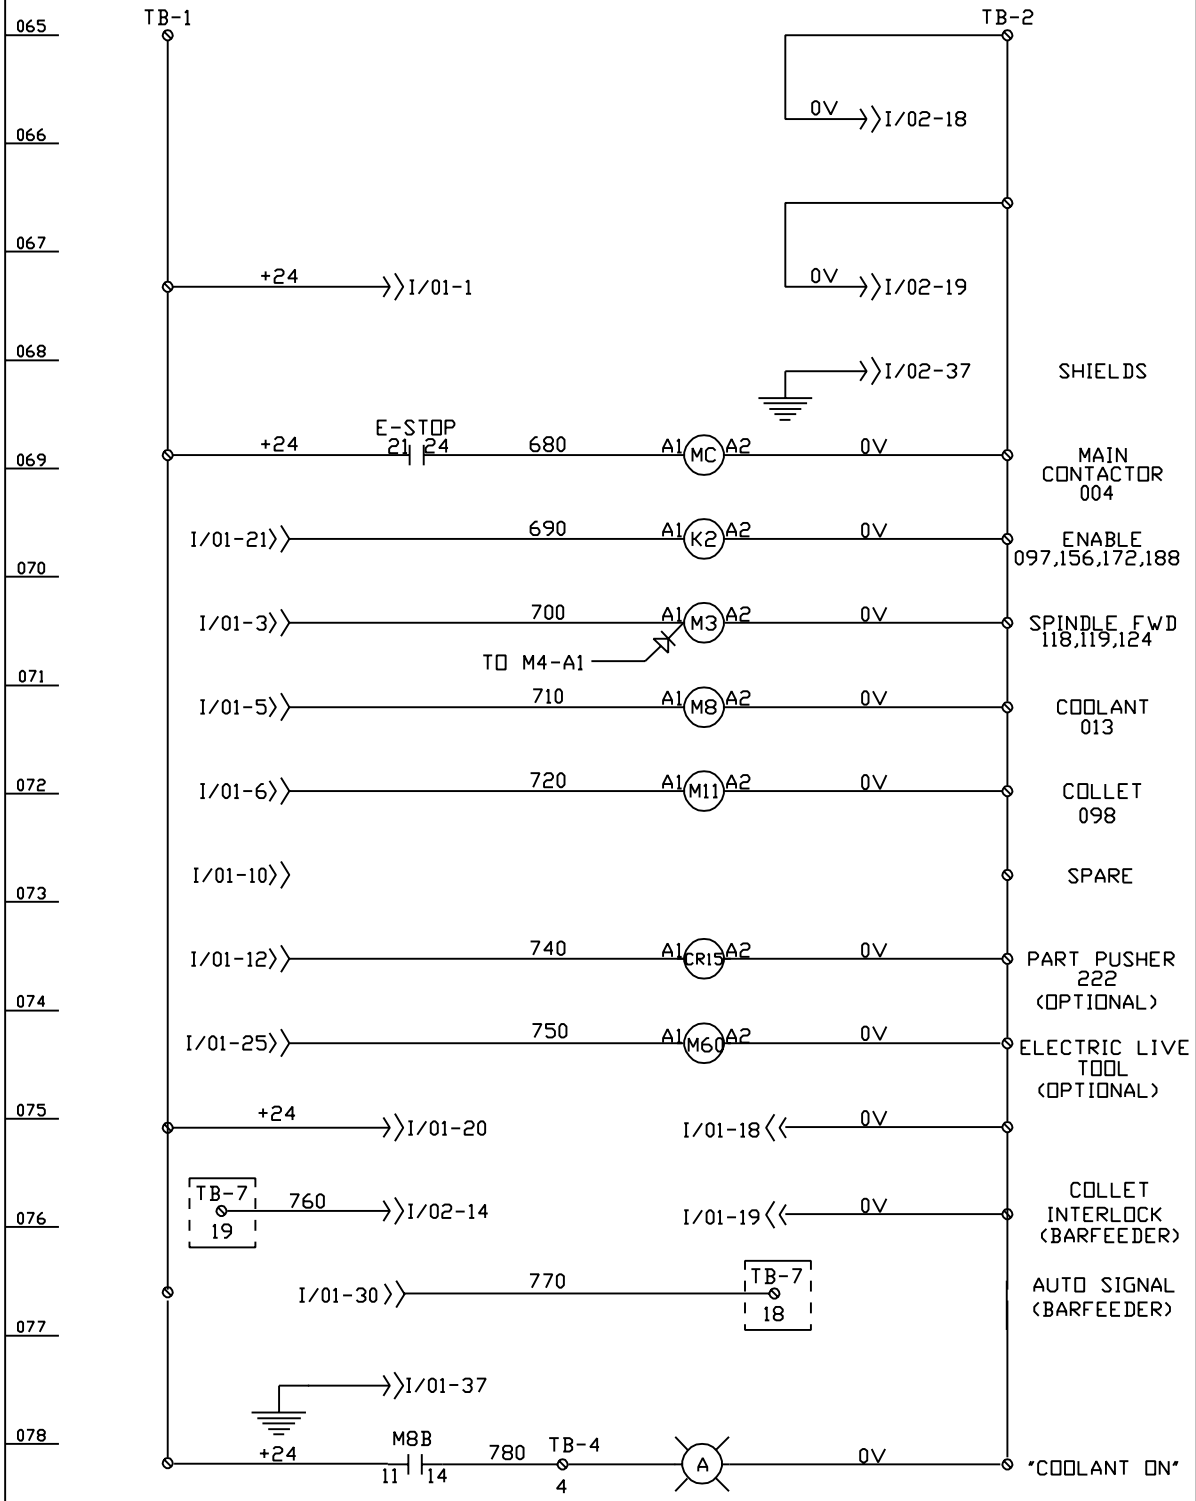 TB-1 TB-2
065
0V I/02-18
066
067
+24 I/01-1 0V I/02-19
068
I/02-37 SHIELDS
E-STOP
+24 21 24 680 A1 MC A2 0V MAIN
069
CONTACTOR
004
I/01-21 690 A1 K2 A2 0V ENABLE
097,156,172,188
070
I/01-3 700 A1 M3 A2 0V SPINDLE FWD
118,119,124
TO M4-A1
071
I/01-5 710 A1 M8 A2 0V COOLANT
013
072
I/01-6 720 A1 M11 A2 0V COLLET
098
I/01-10 SPARE
073
I/01-12 740 A1 CR15 A2 0V PART PUSHER
222
074
(OPTIONAL)
I/01-25 750 A1 M60 A2 0V ELECTRIC LIVE
TOOL
(OPTIONAL)
075
+24 I/01-20 I/01-18 0V
TB-7 760 I/02-14 I/01-19 0V COLLET
19 INTERLOCK
076
(BARFEEDER)
I/01-30 770 TB-7 AUTO SIGNAL
18 (BARFEEDER)
077
I/01-37
078
+24 M8B 11 14 780 TB-4 4 A 0V "COOLANT ON"